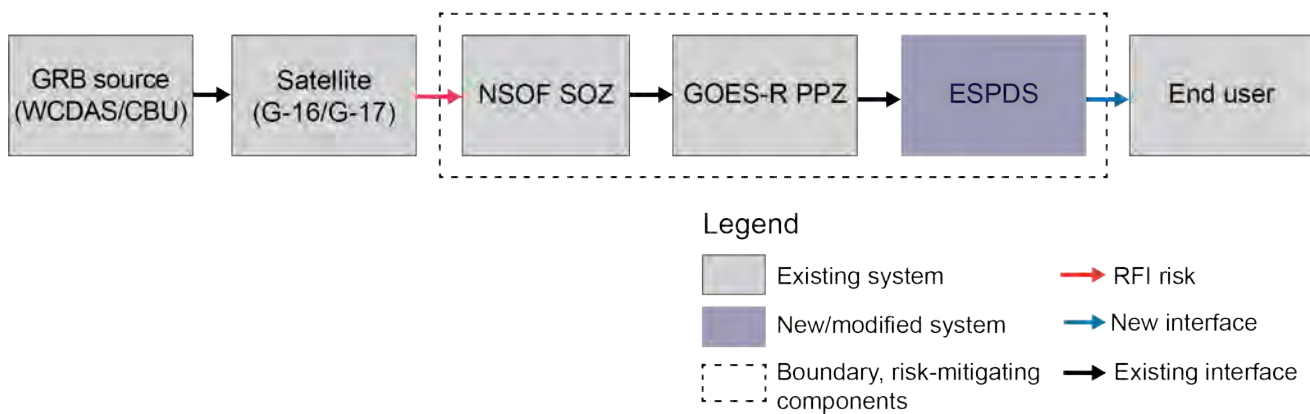 GRB source
(WCDAS/CBU)
Satellite
(G-16/G-17)
NSOF SOZ
GOES-R PPZ
ESPDS
End user
Legend
Existing system
RFI risk
New/modified system
New interface
Boundary, risk-mitigating
components
Existing interface